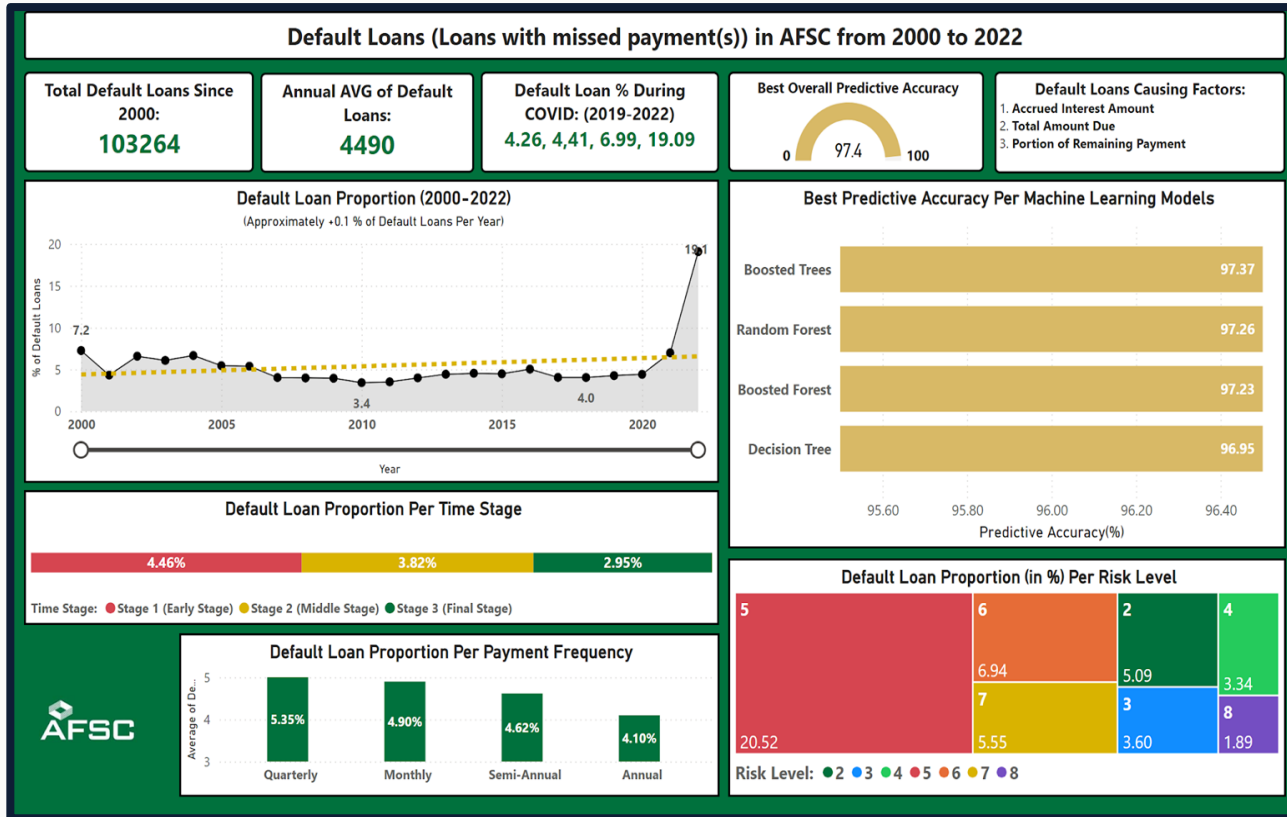 Default Loans (Loans with missed payment(s)) in AFSC from 2000 to 2022
Total Default Loans Since
2000:
103264
Annual AVG of Default
Loans:
4490
Default Loan % During
COVID: (2019-2022)
4.26, 4,41, 6.99, 19.09
Best Overall Predictive Accuracy
97.4
0
100
Default Loans Causing Factors:
1. Accrued Interest Amount
2. Total Amount Due
3. Portion of Remaining Payment
Default Loan Proportion (2000-2022)
(Approximately +0.1 % of Default Loans Per Year)
% of Default Loans
20
15
10
5
0
7.2
3.4
4.0
19.1
2000
2005
2010
2015
2020
Year
Best Predictive Accuracy Per Machine Learning Models
Boosted Trees
97.37
Random Forest
97.26
Boosted Forest
97.23
Decision Tree
96.95
95.60
95.80
96.00
96.20
96.40
Predictive Accuracy(%)
Default Loan Proportion Per Time Stage
4.46%
3.82%
2.95%
Time Stage: Stage 1 (Early Stage) Stage 2 (Middle Stage) Stage 3 (Final Stage)
AFSC
Default Loan Proportion Per Payment Frequency
Average of De...
5
4
3
5.35%
4.90%
4.62%
4.10%
Quarterly
Monthly
Semi-Annual
Annual
Default Loan Proportion (in %) Per Risk Level
5
20.52
6
6.94
7
5.55
2
5.09
3
3.60
4
3.34
8
1.89
Risk Level: 2 3 4 5 6 7 8